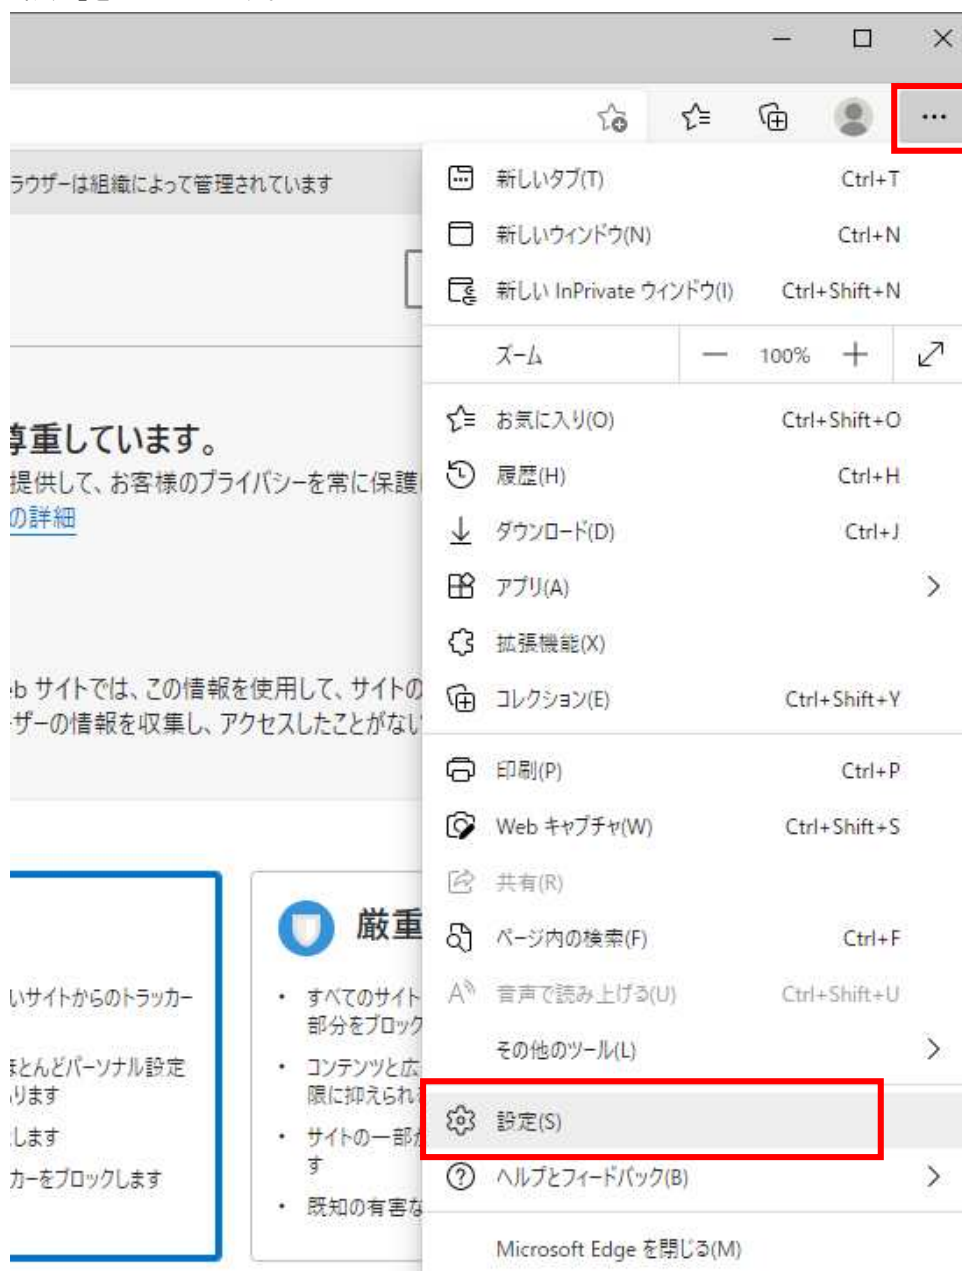 ラウザーは組織によって管理されています
尊重しています。
提供して、お客様のプライバシーを常に保護
の詳細
eb サイトでは、この情報を使用して、サイトの
ザーの情報を収集し、アクセスしたことがない
いサイトからのトラッカー
ほとんどパーソナル設定
ります
します
カーをブロックします
厳重
• すべてのサイト
部分をブロック
• コンテンツと広
限に抑えられ
• サイトの一部が
す
• 既知の有害な
新しいタブ(T) Ctrl+T
新しいウィンドウ(N) Ctrl+N
新しい InPrivate ウィンドウ(I) Ctrl+Shift+N
ズーム — 100% +
お気に入り(O) Ctrl+Shift+O
履歴(H) Ctrl+H
ダウンロード(D) Ctrl+J
アプリ(A)
拡張機能(X)
コレクション(E) Ctrl+Shift+Y
印刷(P) Ctrl+P
Web キャプチャ(W) Ctrl+Shift+S
共有(R)
ページ内の検索(F) Ctrl+F
音声で読み上げる(U) Ctrl+Shift+U
その他のツール(L)
設定(S)
ヘルプとフィードバック(B)
Microsoft Edge を閉じる(M)